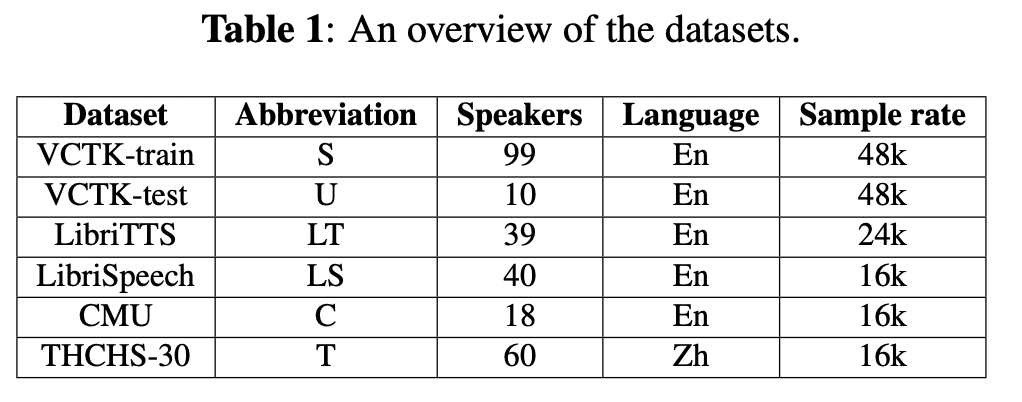 Table 1: An overview of the datasets.
Dataset Abbreviation Speakers Language Sample rate
VCTK-train S 99 En 48k
VCTK-test U 10 En 48k
LibriTTS LT 39 En 24k
LibriSpeech LS 40 En 16k
CMU C 18 En 16k
THCHS-30 T 60 Zh 16k